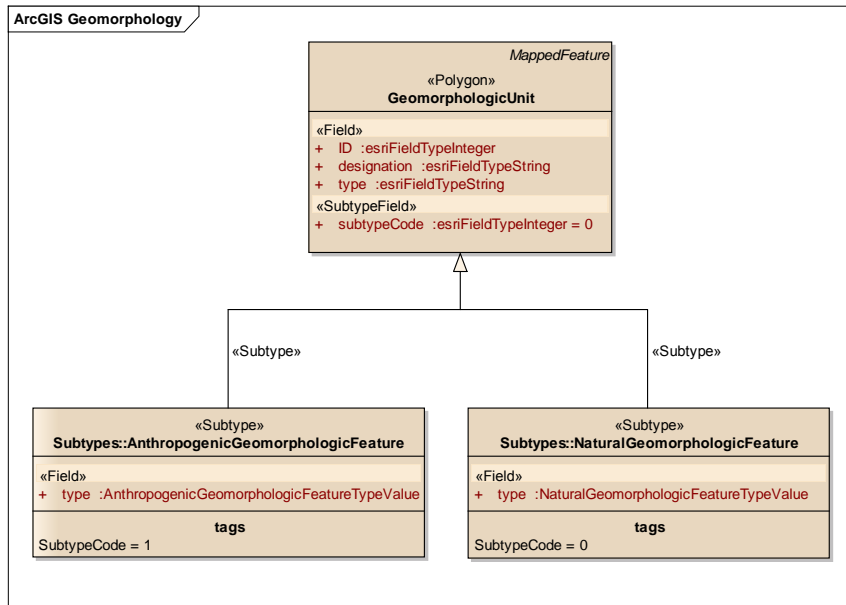 ArcGIS Geomorphology
MappedFeature
«Polygon»
GeomorphologicUnit
«Field»
+ ID :esriFieldTypeInteger
+ designation :esriFieldTypeString
+ type :esriFieldTypeString
«SubtypeField»
+ subtypeCode :esriFieldTypeInteger = 0
«Subtype»
«Subtype»
«Subtype»
Subtypes::AnthropogenicGeomorphologicFeature
«Field»
+ type :AnthropogenicGeomorphologicFeatureTypeValue
tags
SubtypeCode = 1
«Subtype»
Subtypes::NaturalGeomorphologicFeature
«Field»
+ type :NaturalGeomorphologicFeatureTypeValue
tags
SubtypeCode = 0